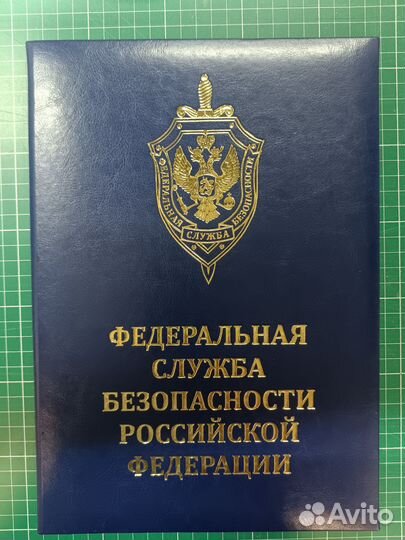 ФЕДЕРАЛЬНАЯ СЛУЖБА БЕЗОПАСНОСТИ
ФЕДЕРАЛЬНАЯ
СЛУЖБА
БЕЗОПАСНОСТИ
РОССИЙСКОЙ
ФЕДЕРАЦИИ
Avito